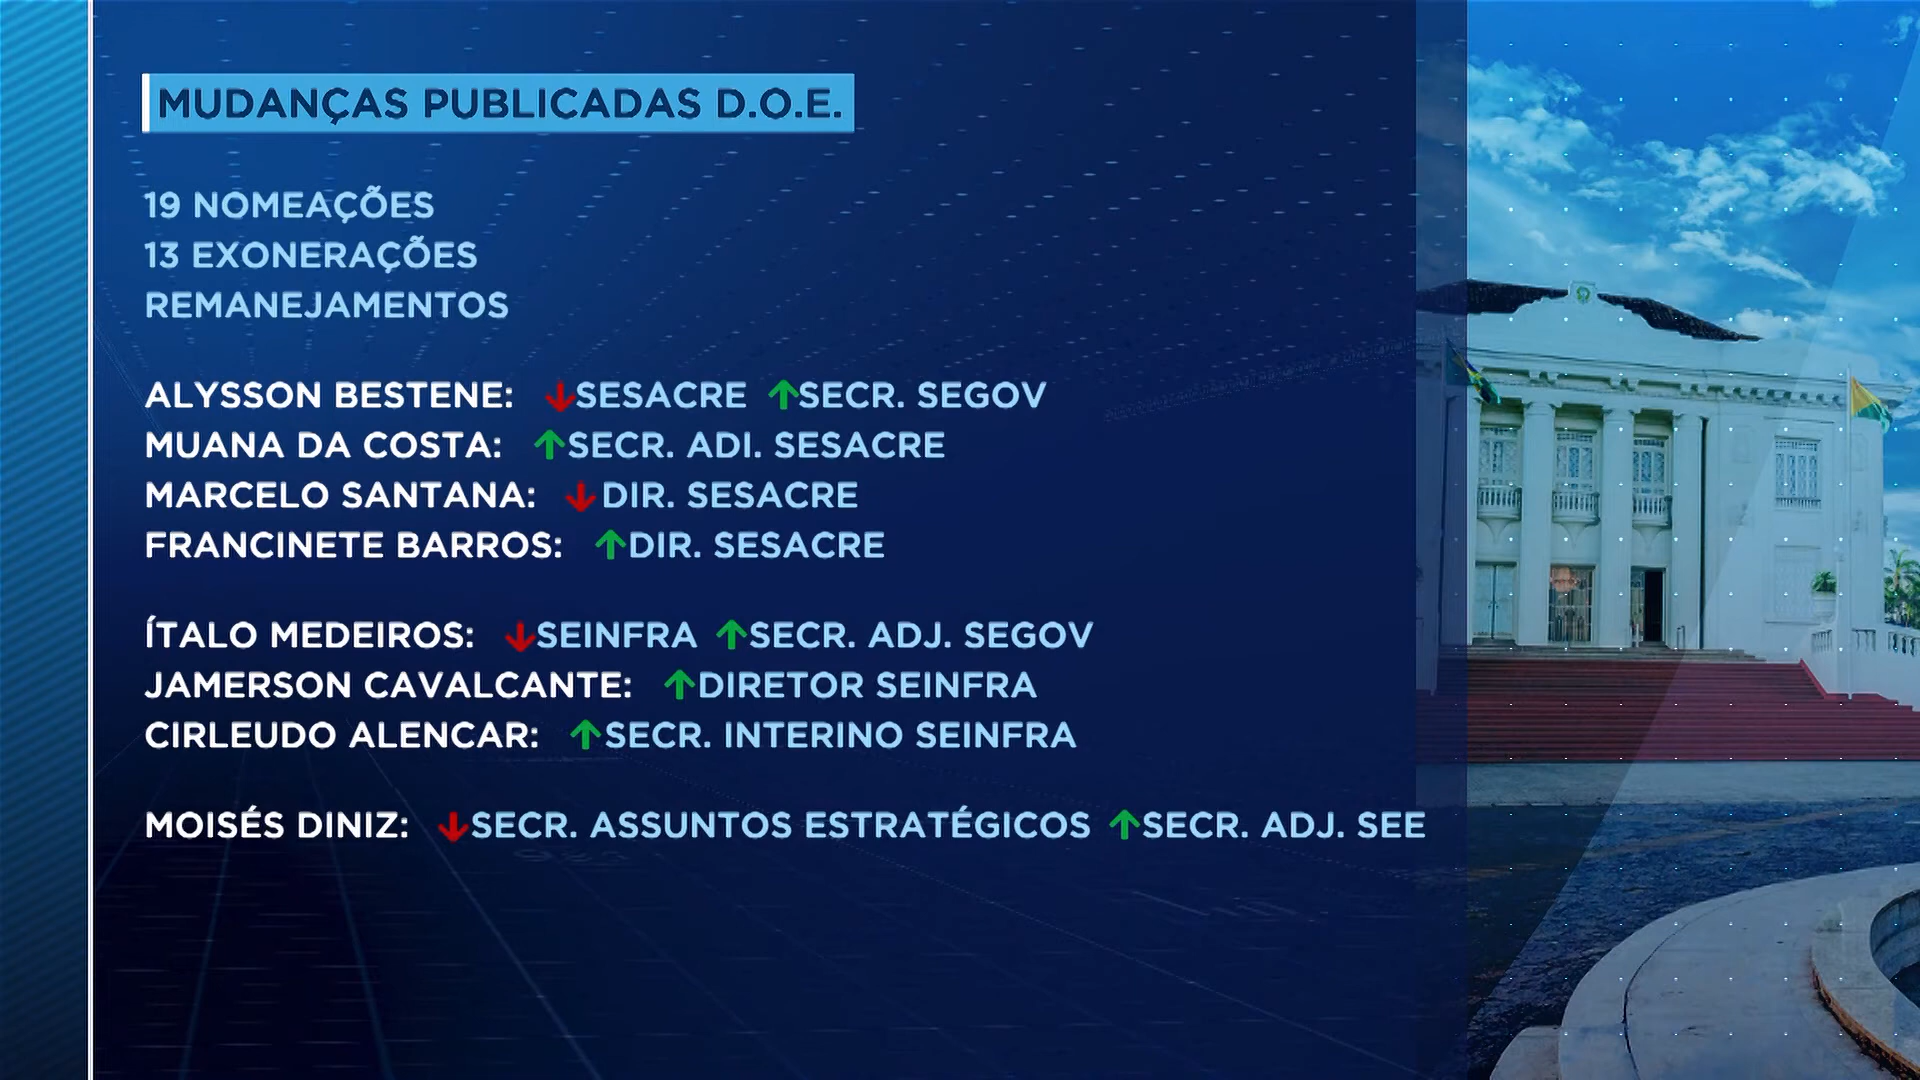 MUDANÇAS PUBLICADAS D.O.E.
19 NOMEAÇÕES
13 EXONERAÇÕES
REMANEJAMENTOS
ALYSSON BESTENE: ↓SESACRE ↑SECR. SEGOV
MUANA DA COSTA: ↑SECR. ADI. SESACRE
MARCELO SANTANA: ↓DIR. SESACRE
FRANCINETE BARROS: ↑DIR. SESACRE
ÍTALO MEDEIROS: ↓SEINFRA ↑SECR. ADJ. SEGOV
JAMERSON CAVALCANTE: ↑DIRETOR SEINFRA
CIRLEUDO ALENCAR: ↑SECR. INTERINO SEINFRA
MOISÉS DINIZ: ↓SECR. ASSUNTOS ESTRATÉGICOS ↑SECR. ADJ. SEE